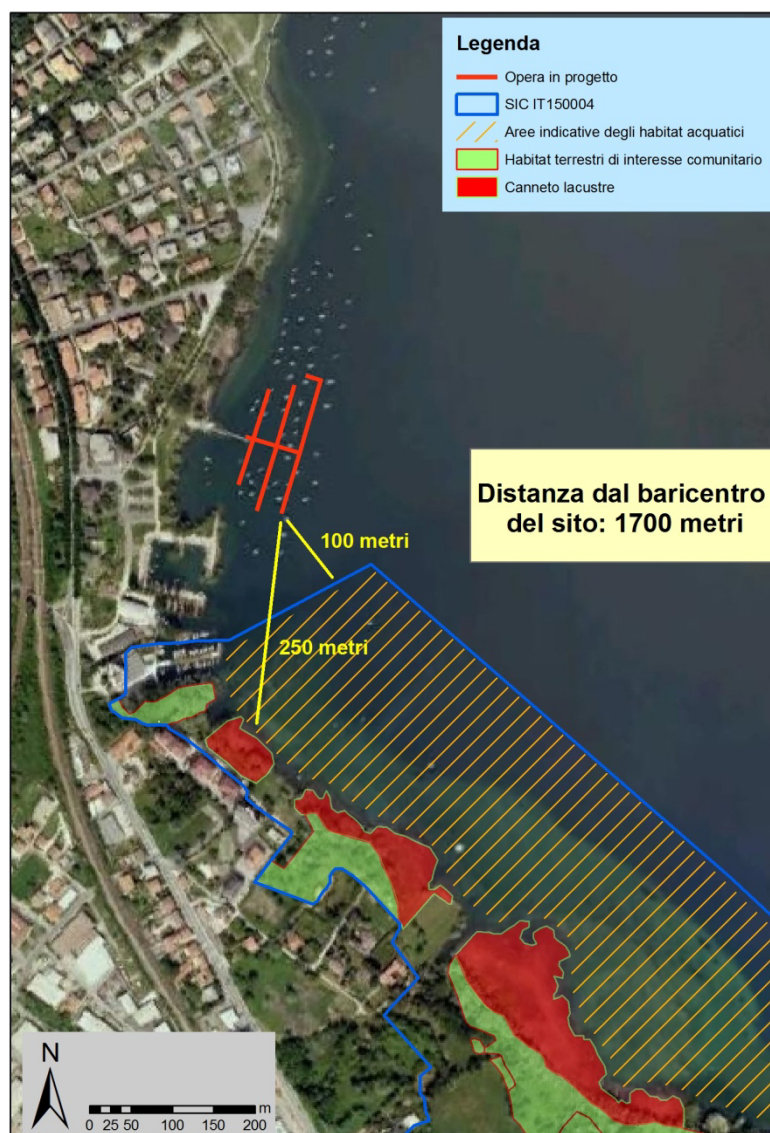 Legenda
Opera in progetto
SIC IT150004
Aree indicative degli habitat acquatici
Habitat terrestri di interesse comunitario
Canneto lacustre
Distanza dal baricentro
del sito: 1700 metri
100 metri
250 metri
N
m
0 25 50 100 150 200